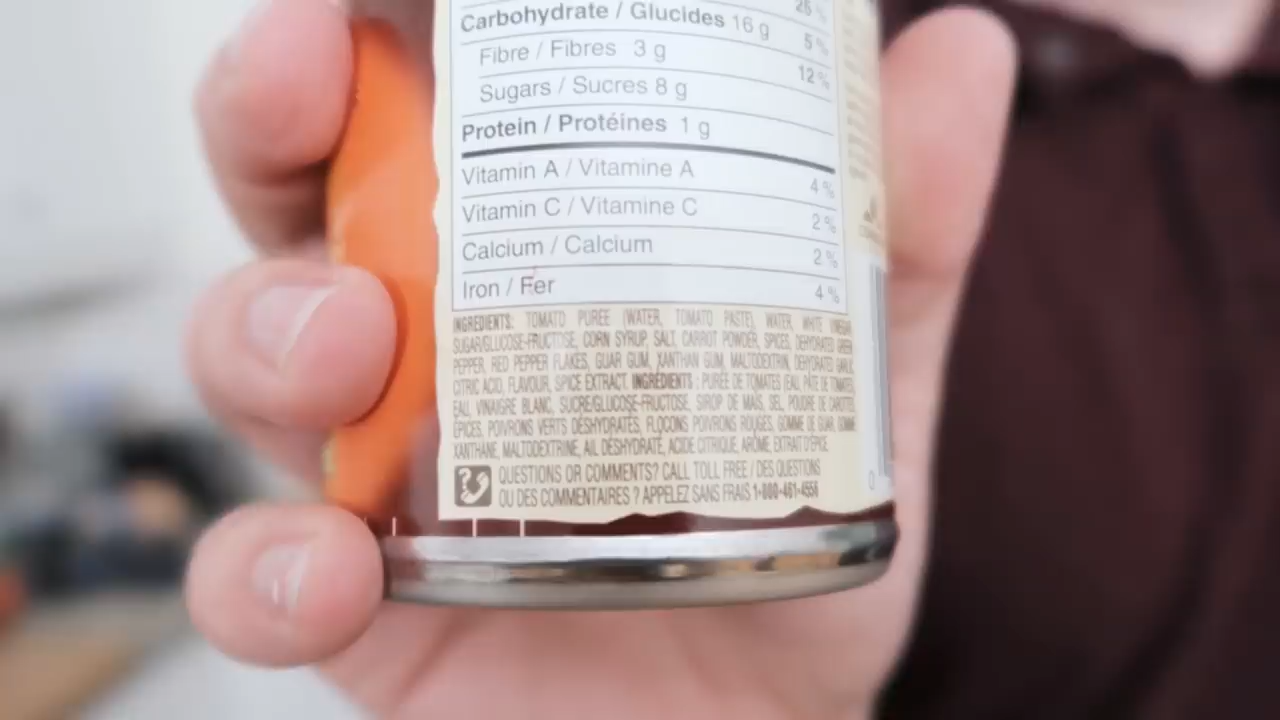 25 %
Carbohydrate / Glucides 16 g 5 %
Fibre / Fibres 3 g 12 %
Sugars / Sucres 8 g
Protein / Protéines 1 g
Vitamin A / Vitamine A 4 %
Vitamin C / Vitamine C 2 %
Calcium / Calcium 2 %
Iron / Fer 4 %
INGREDIENTS: TOMATO PUREE (WATER, TOMATO PASTE), WATER, WHITE VINEGAR,
SUGAR/GLUCOSE-FRUCTOSE, CORN SYRUP, SALT, CARROT POWDER, SPICES, DEHYDRATED GREEN
PEPPER, RED PEPPER FLAKES, GUAR GUM, XANTHAN GUM, MALTODEXTRIN, DEHYDRATED GARLIC,
CITRIC ACID, FLAVOUR, SPICE EXTRACT. INGRÉDIENTS : PURÉE DE TOMATES (EAU, PÂTE DE TOMATES),
EAU, VINAIGRE BLANC, SUCRE/GLUCOSE-FRUCTOSE, SIROP DE MAÏS, SEL, POUDRE DE CAROTTES,
ÉPICES, POIVRONS VERTS DÉSHYDRATÉS, FLOCONS POIVRONS ROUGES, GOMME DE GUAR, GOMME
XANTHANE, MALTODEXTRINE, AIL DÉSHYDRATÉ, ACIDE CITRIQUE, ARÔME, EXTRAIT D'ÉPICE.
QUESTIONS OR COMMENTS? CALL TOLL FREE / DES QUESTIONS
OU DES COMMENTAIRES ? APPELEZ SANS FRAIS 1-800-461-4556
0